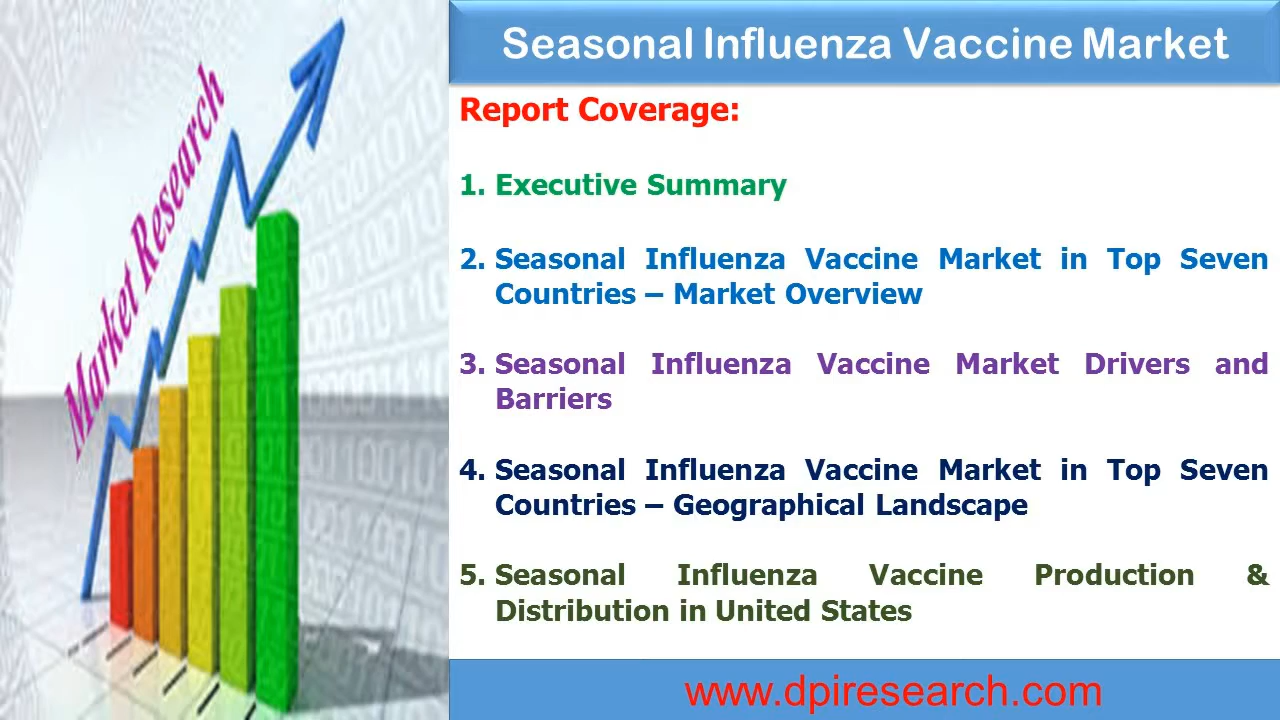 Seasonal Influenza Vaccine Market
Market Research
Report Coverage:
1. Executive Summary
2. Seasonal Influenza Vaccine Market in Top Seven
Countries – Market Overview
3. Seasonal Influenza Vaccine Market Drivers and
Barriers
4. Seasonal Influenza Vaccine Market in Top Seven
Countries – Geographical Landscape
5. Seasonal Influenza Vaccine Production &
Distribution in United States
www.dpiresearch.com